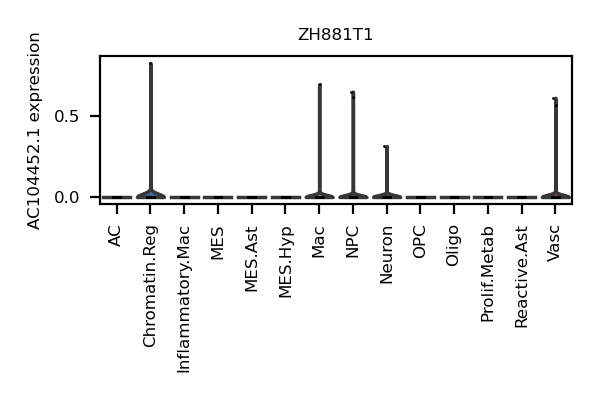 ZH881T1
AC104452.1 expression
0.5
0.0
AC
Chromatin.Reg
Inflammatory.Mac
MES
MES.Ast
MES.Hyp
Mac
NPC
Neuron
OPC
Oligo
Prolif.Metab
Reactive.Ast
Vasc